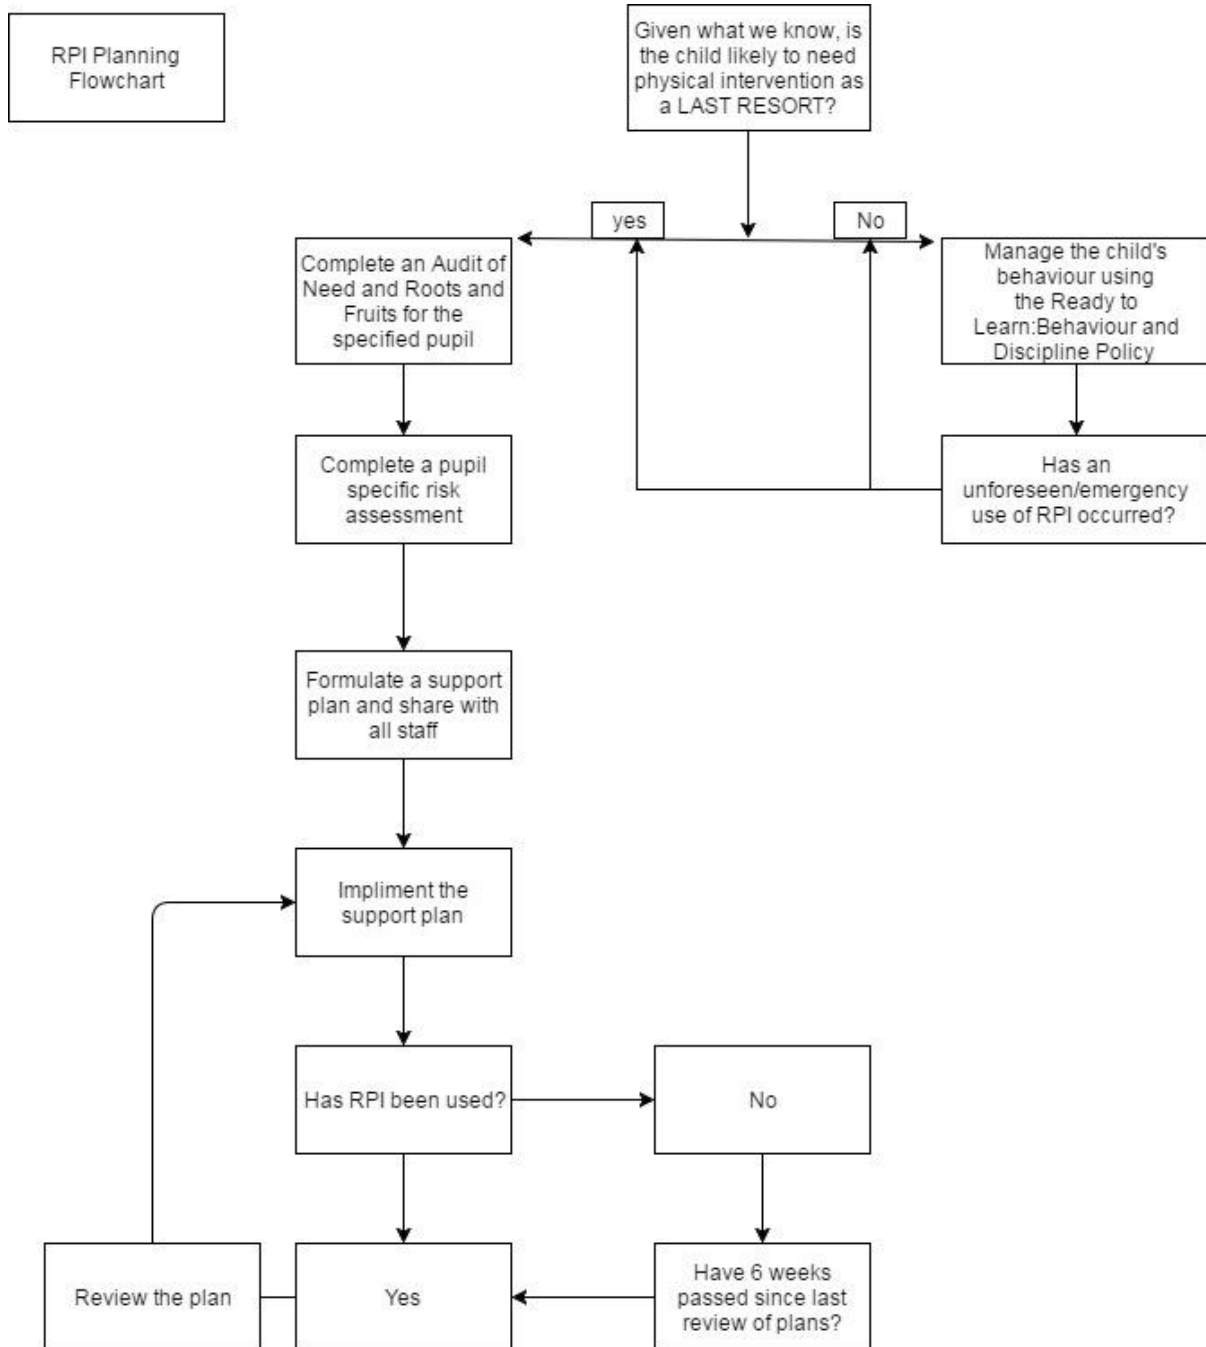 RPI Planning
Flowchart
Given what we know, is
the child likely to need
physical intervention as
a LAST RESORT?
yes
No
Complete an Audit of
Need and Roots and
Fruits for the
specified pupil
Manage the child's
behaviour using
the Ready to
Learn:Behaviour and
Discipline Policy
Complete a pupil
specific risk
assessment
Has an
unforeseen/emergency
use of RPI occurred?
Formulate a support
plan and share with
all staff
Impliment the
support plan
Has RPI been used?
No
Review the plan
Yes
Have 6 weeks
passed since last
review of plans?